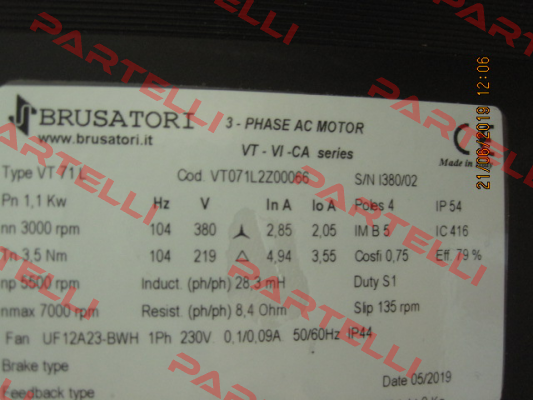 BRUSATORI
www.brusatori.it
3 - PHASE AC MOTOR
VT - VI -CA series
Made in
Type VT 71 L Cod. VT071L2Z00066 S/N I380/02
Pn 1,1 Kw Hz V In A Io A Poles 4 IP 54
nn 3000 rpm 104 380 2,85 2,05 IM B 5 IC 416
Tn 3,5 Nm 104 219 △ 4,94 3,55 Cosfi 0,75 Eff. 79 %
np 5500 rpm Induct. (ph/ph) 28,3 mH Duty S1
nmax 7000 rpm Resist. (ph/ph) 8,4 Ohm Slip 135 rpm
Fan UF12A23-BWH 1Ph 230V. 0,1/0,09A 50/60Hz IP44
Brake type Date 05/2019
Feedback type
21/06/2019 12:06
PARTELLI